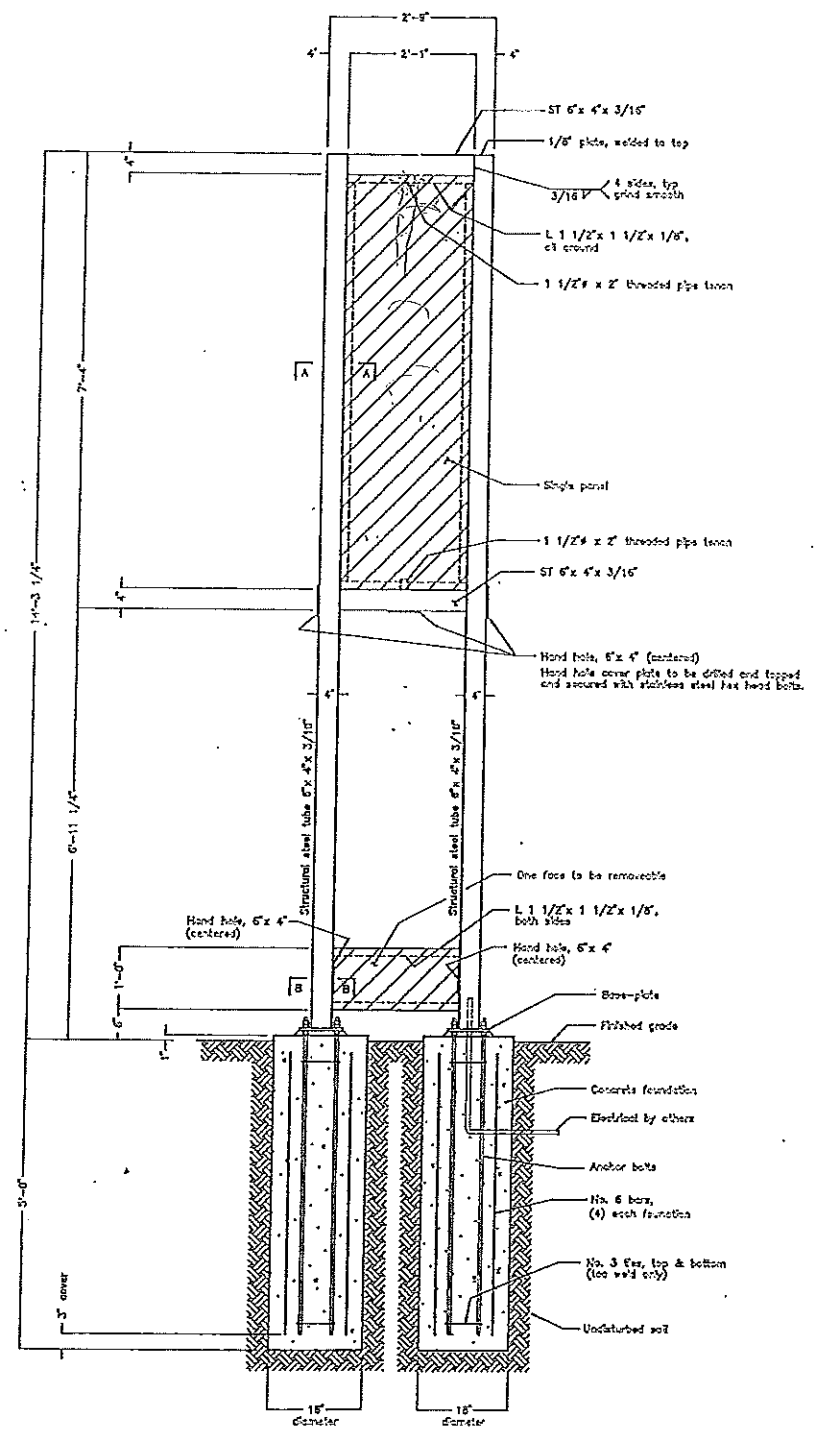 2'-9"
4"
2'-1"
4"
ST 6"x 4"x 3/16"
1/8" plate, welded to top
4"
3/16
4 sides, typ
grind smooth
L 1 1/2"x 1 1/2"x 1/8",
all around
1 1/2"ø x 2" threaded pipe tenon
A
A
7'-4"
14'-3 1/4"
Single panel
1 1/2"ø x 2" threaded pipe tenon
ST 6"x 4"x 3/16"
4"
Hand hole, 6"x 4" (centered)
Hand hole cover plate to be drilled and tapped
and secured with stainless steel hex head bolts.
4"
4"
Structural steel tube 6"x 4"x 3/16"
Structural steel tube 6"x 4"x 3/16"
6'-11 1/4"
One face to be removeable
L 1 1/2"x 1 1/2"x 1/8",
both sides
Hand hole, 6"x 4"
(centered)
Hand hole, 6"x 4"
(centered)
1'-0"
B
B
6"
Base-plate
Finished grade
1"
Concrete foundation
Electrical by others
Anchor bolts
No. 6 bars,
(4) each founation
5'-0"
No. 3 ties, top & bottom
(tac weld only)
3" cover
Undisturbed soil
18"
diameter
18"
diameter